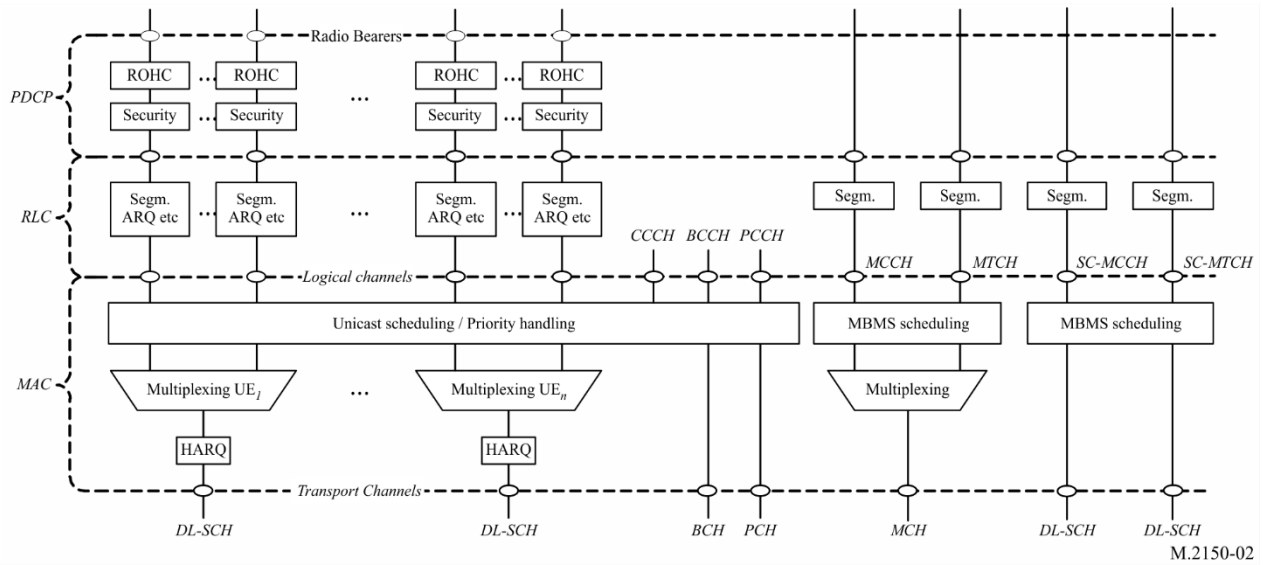 Radio Bearers
ROHC ... ROHC ROHC ... ROHC
PDCP ...
Security ... Security Security ... Security
Segm. ARQ etc ... Segm. ARQ etc ... Segm. ARQ etc ... Segm. ARQ etc Segm. Segm. Segm. Segm.
RLC
CCCH BCCH PCCH
Logical channels MCCH MTCH SC-MCCH SC-MTCH
Unicast scheduling / Priority handling MBMS scheduling MBMS scheduling
MAC
Multiplexing UE1 ... Multiplexing UEn Multiplexing
HARQ HARQ
Transport Channels
DL-SCH DL-SCH BCH PCH MCH DL-SCH DL-SCH
M.2150-02